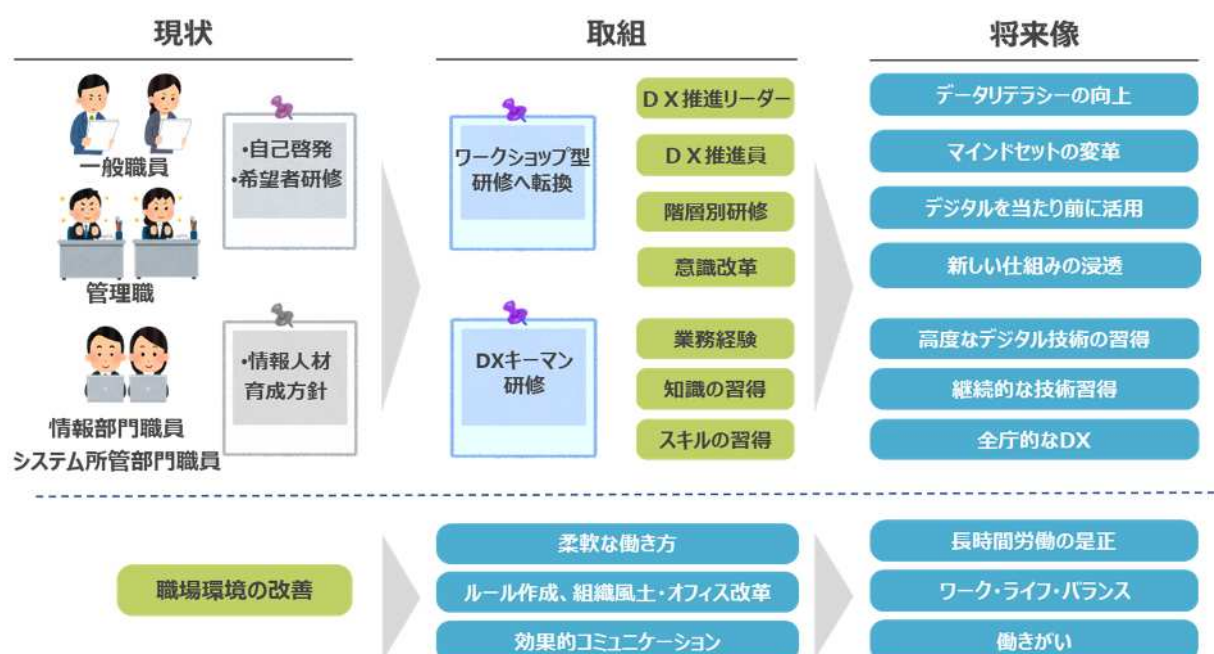 現状
取組
将来像
一般職員
管理職
•自己啓発
•希望者研修
ワークショップ型
研修へ転換
DX推進リーダー
DX推進員
階層別研修
意識改革
データリテラシーの向上
マインドセットの変革
デジタルを当たり前に活用
新しい仕組みの浸透
情報部門職員
システム所管部門職員
•情報人材
育成方針
DXキーマン
研修
業務経験
知識の習得
スキルの習得
高度なデジタル技術の習得
継続的な技術習得
全庁的なDX
職場環境の改善
柔軟な働き方
ルール作成、組織風土・オフィス改革
効果的コミュニケーション
長時間労働の是正
ワーク・ライフ・バランス
働きがい